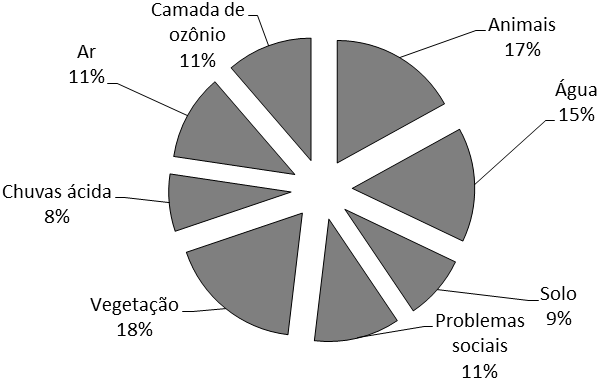 Camada de
ozônio
11%
Animais
17%
Água
15%
Solo
9%
Problemas
sociais
11%
Vegetação
18%
Chuvas ácida
8%
Ar
11%